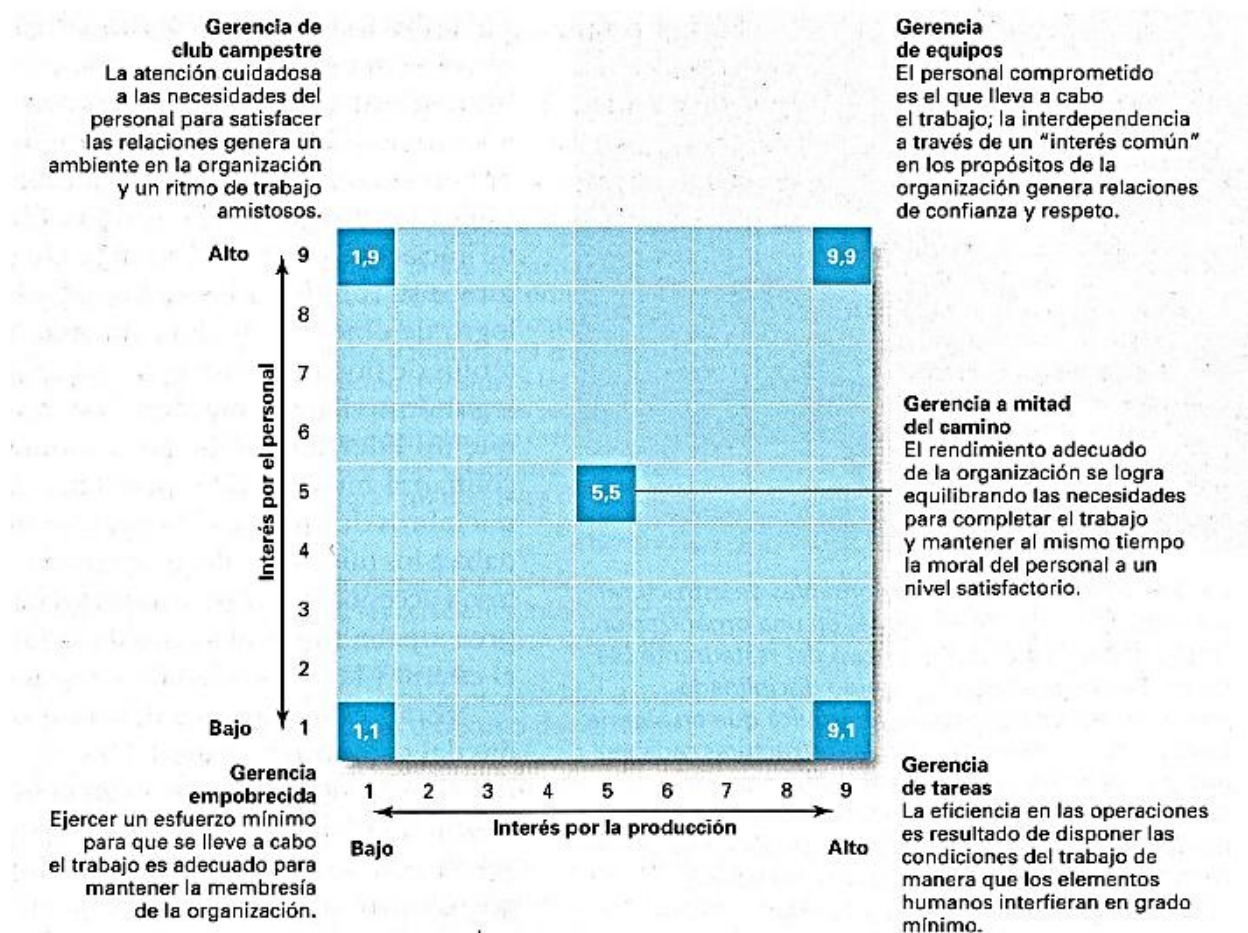 Gerencia de
club campestre
La atención cuidadosa
a las necesidades del
personal para satisfacer
las relaciones genera un
ambiente en la organización
y un ritmo de trabajo
amistosos.
Gerencia
de equipos
El personal comprometido
es el que lleva a cabo
el trabajo; la interdependencia
a través de un “interés común”
en los propósitos de la
organización genera relaciones
de confianza y respeto.
Alto
9
8
7
6
5
4
3
2
1
Bajo
Interés por el personal
1,9
9,9
5,5
1,1
9,1
Gerencia a mitad
del camino
El rendimiento adecuado
de la organización se logra
equilibrando las necesidades
para completar el trabajo
y mantener al mismo tiempo
la moral del personal a un
nivel satisfactorio.
Gerencia
empobrecida
Ejercer un esfuerzo mínimo
para que se lleve a cabo
el trabajo es adecuado para
mantener la membresía
de la organización.
1 2 3 4 5 6 7 8 9
Interés por la producción
Bajo
Alto
Gerencia
de tareas
La eficiencia en las operaciones
es resultado de disponer las
condiciones del trabajo de
manera que los elementos
humanos interfieran en grado
mínimo.